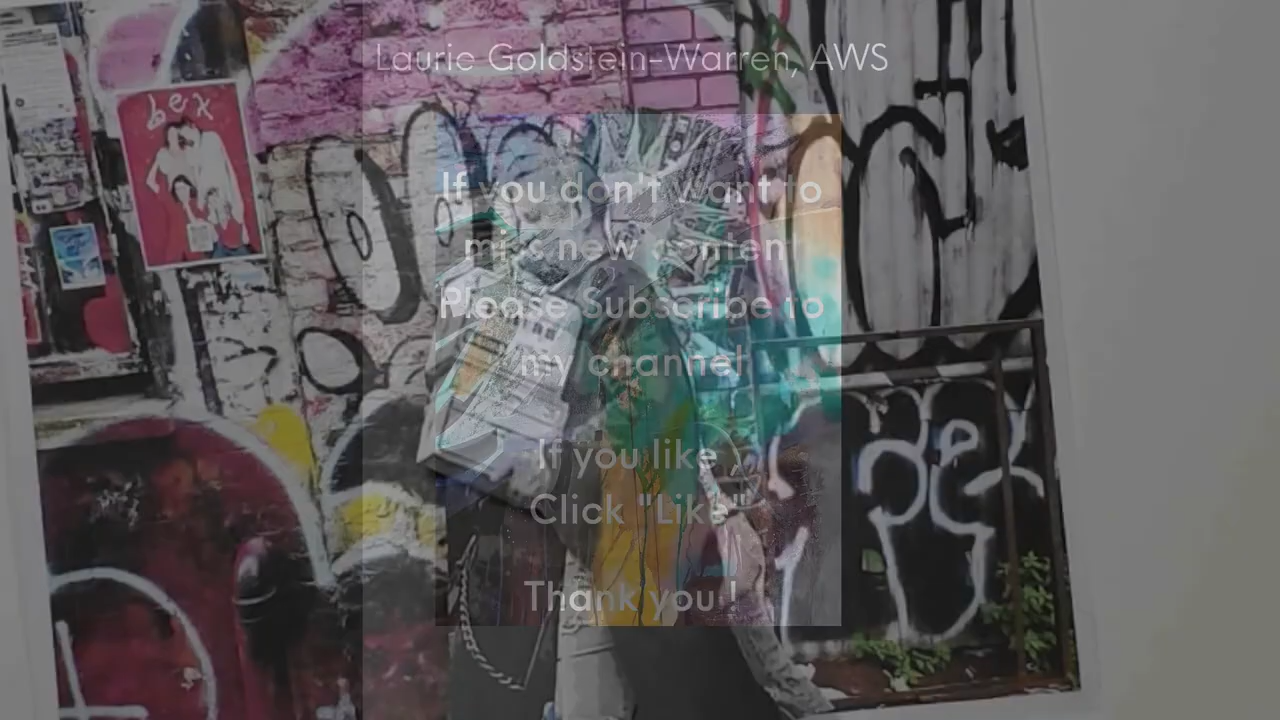 Laurie Goldstein-Warren, AWS
bex
If you don't want to
miss new content
Please Subscribe to
my channel
If you like
Click "Like"
Thank you !